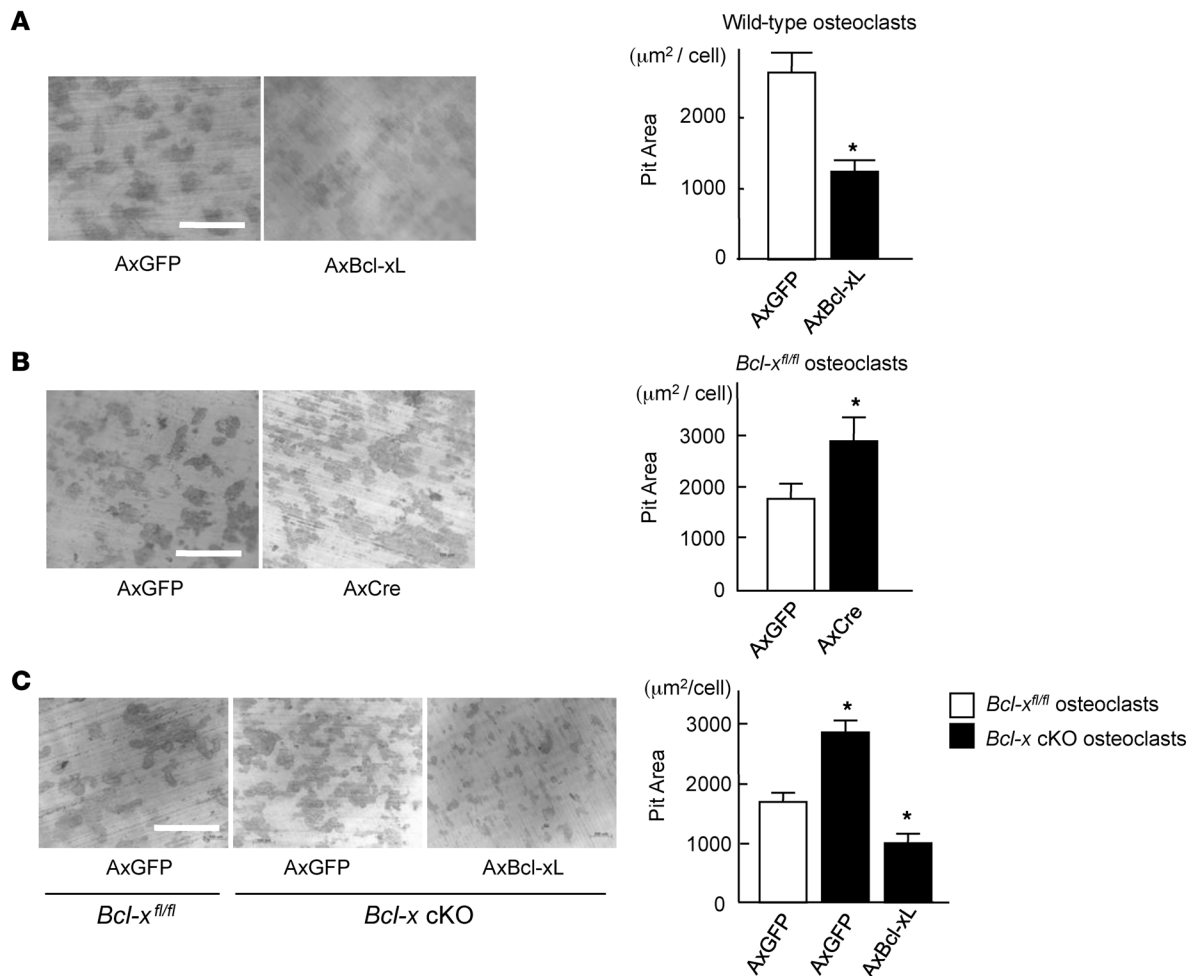 A
Wild-type osteoclasts
(μm2 / cell)
Pit Area
2000
1000
0
*
AxGFP
AxBcl-xL
AxGFP
AxBcl-xL
B
Bcl-xfl/fl osteoclasts
(μm2 / cell)
Pit Area
3000
2000
1000
0
*
AxGFP
AxCre
AxGFP
AxCre
C
(μm2/cell)
Pit Area
3000
2000
1000
0
*
*
Bcl-xfl/fl osteoclasts
Bcl-x cKO osteoclasts
AxGFP
AxGFP
AxBcl-xL
Bcl-xfl/fl
Bcl-x cKO
AxGFP
AxGFP
AxBcl-xL